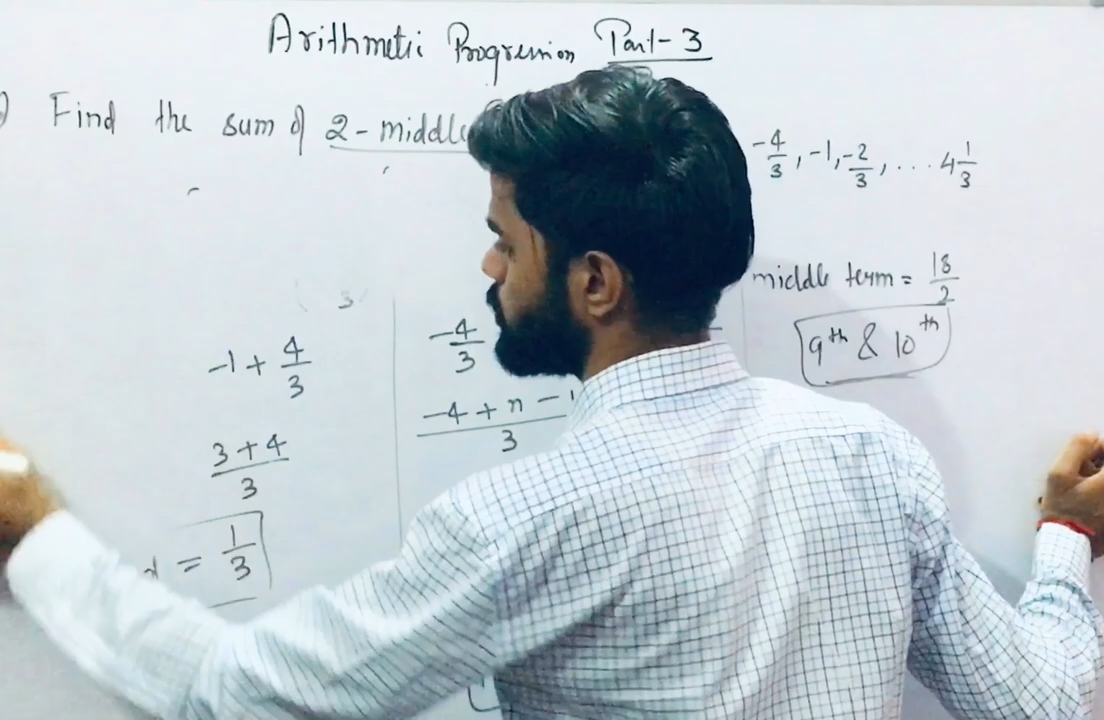 Arithmetic Progression Part-3
Find the sum of 2-middle
-4/3, -1, -2/3, ... 4 1/3
middle term = 18/2
9th & 10th
-1 + 4/3
3+4/3
= 1/3
-4/3
-4+n-1/3